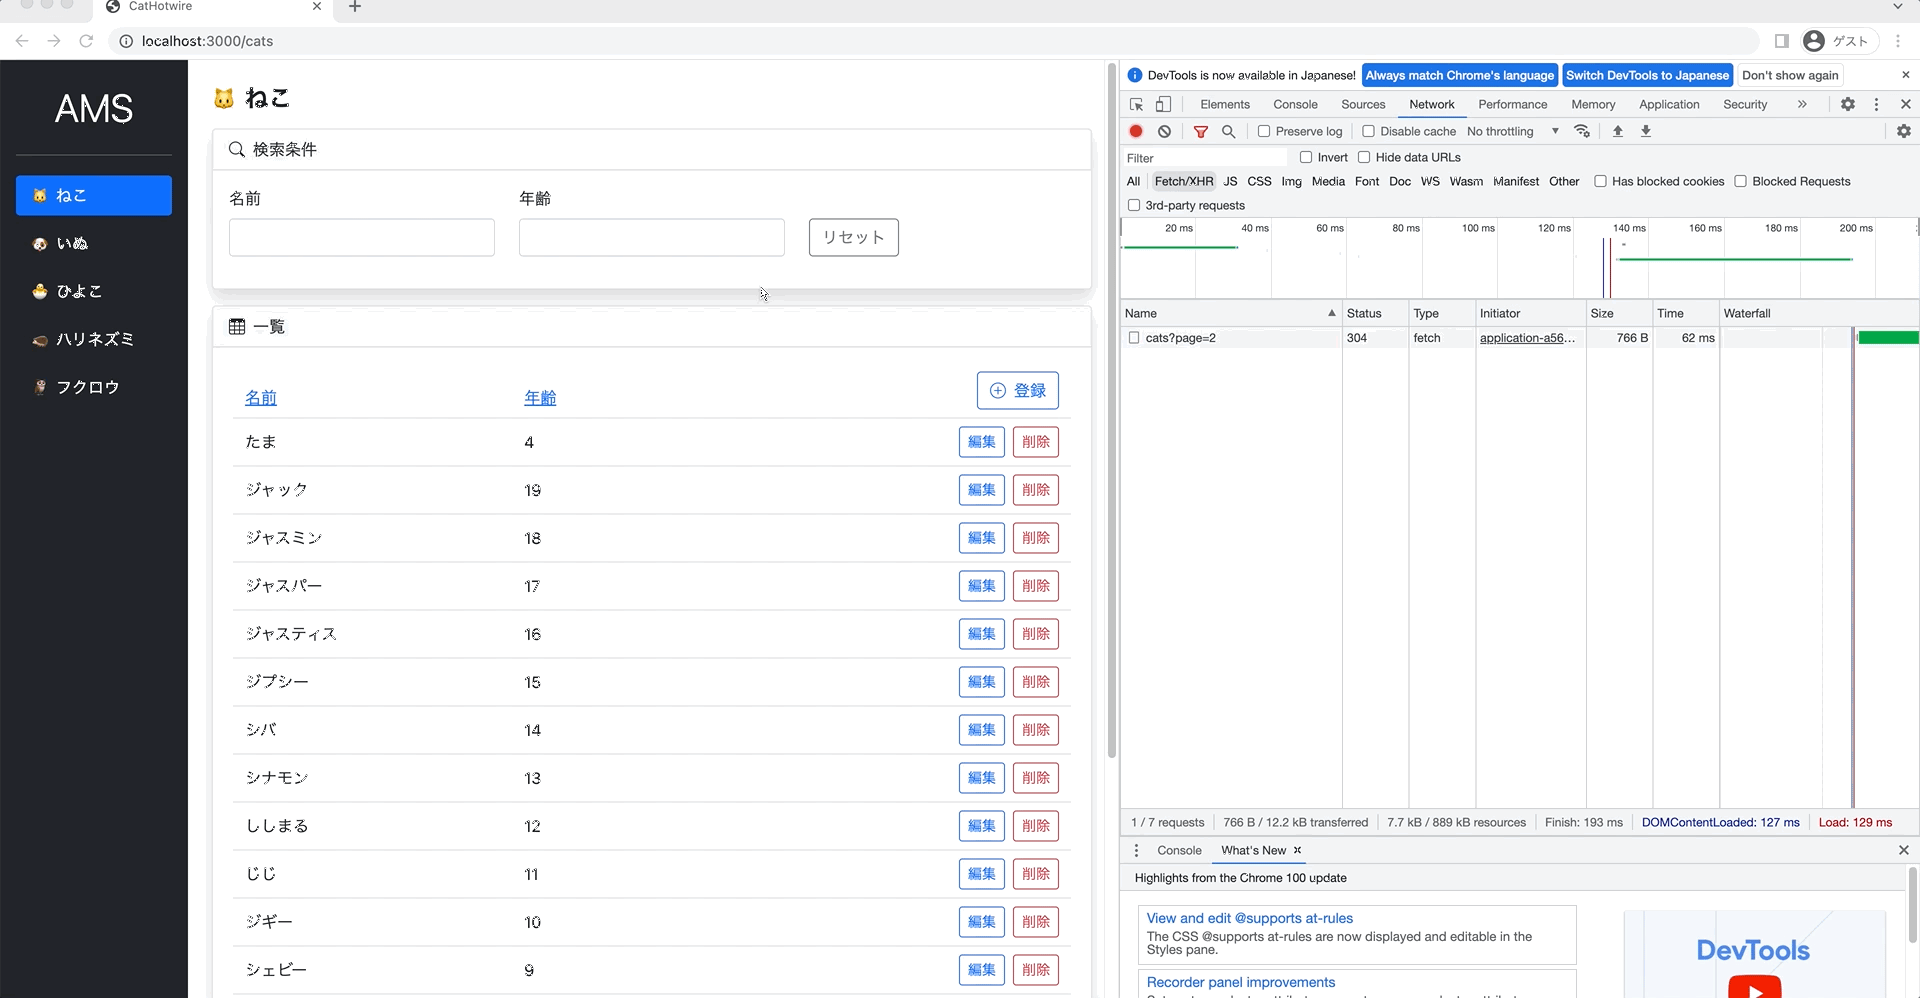 CatHotwire
localhost:3000/cats
ゲスト
AMS
ねこ
いぬ
ひよこ
ハリネズミ
フクロウ
ねこ
検索条件
名前 年齢
リセット
一覧
名前 年齢 登録
たま 4 編集 削除
ジャック 19 編集 削除
ジャスミン 18 編集 削除
ジャスパー 17 編集 削除
ジャスティス 16 編集 削除
ジプシー 15 編集 削除
シバ 14 編集 削除
シナモン 13 編集 削除
ししまる 12 編集 削除
じじ 11 編集 削除
ジギー 10 編集 削除
シェビー 9 編集 削除
DevTools is now available in Japanese! Always match Chrome's language Switch DevTools to Japanese Don't show again
Elements Console Sources Network Performance Memory Application Security
Preserve log Disable cache No throttling
Filter Invert Hide data URLs
All Fetch/XHR JS CSS Img Media Font Doc WS Wasm Manifest Other Has blocked cookies Blocked Requests
3rd-party requests
20 ms 40 ms 60 ms 80 ms 100 ms 120 ms 140 ms 160 ms 180 ms 200 ms
Name Status Type Initiator Size Time Waterfall
cats?page=2 304 fetch application-a56… 766 B 62 ms
1 / 7 requests 766 B / 12.2 kB transferred 7.7 kB / 889 kB resources Finish: 193 ms DOMContentLoaded: 127 ms Load: 129 ms
Console What's New
Highlights from the Chrome 100 update
View and edit @supports at-rules
The CSS @supports at-rules are now displayed and editable in the
Styles pane.
DevTools
Recorder panel improvements